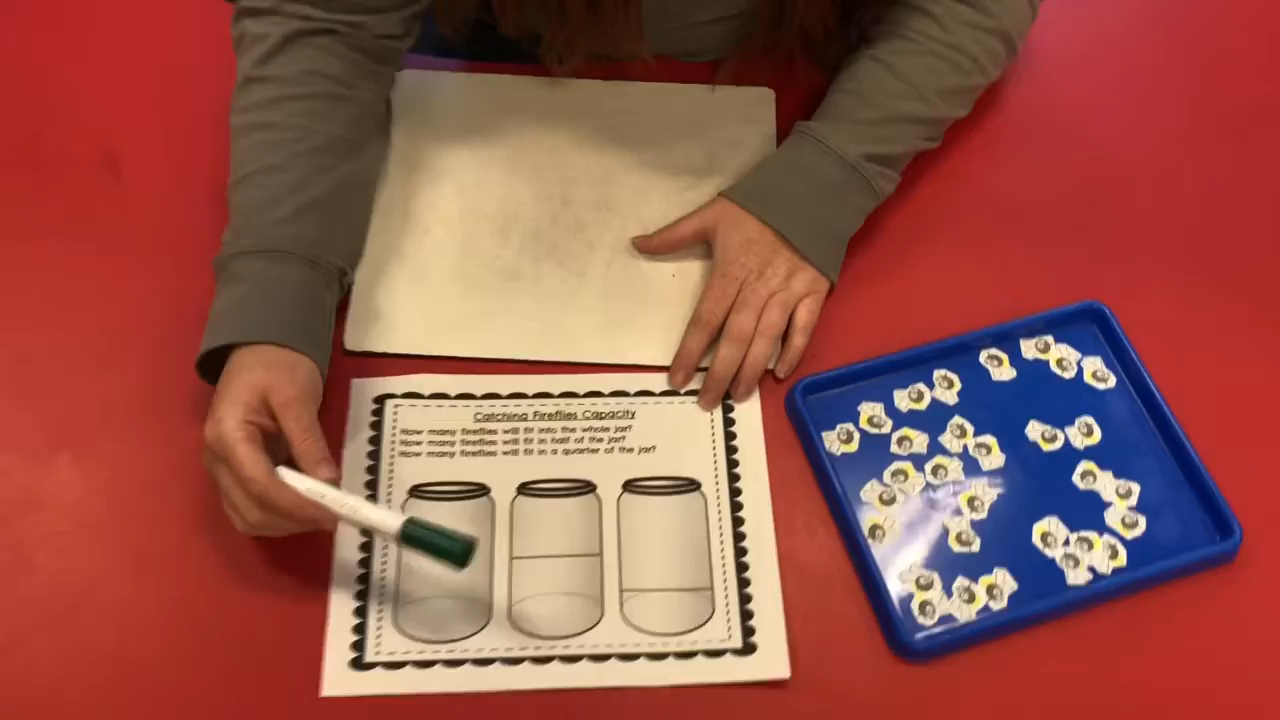 Catching Fireflies Capacity
How many fireflies will fit into the whole jar?
How many fireflies will fit in half of the jar?
How many fireflies will fit in a quarter of the jar?